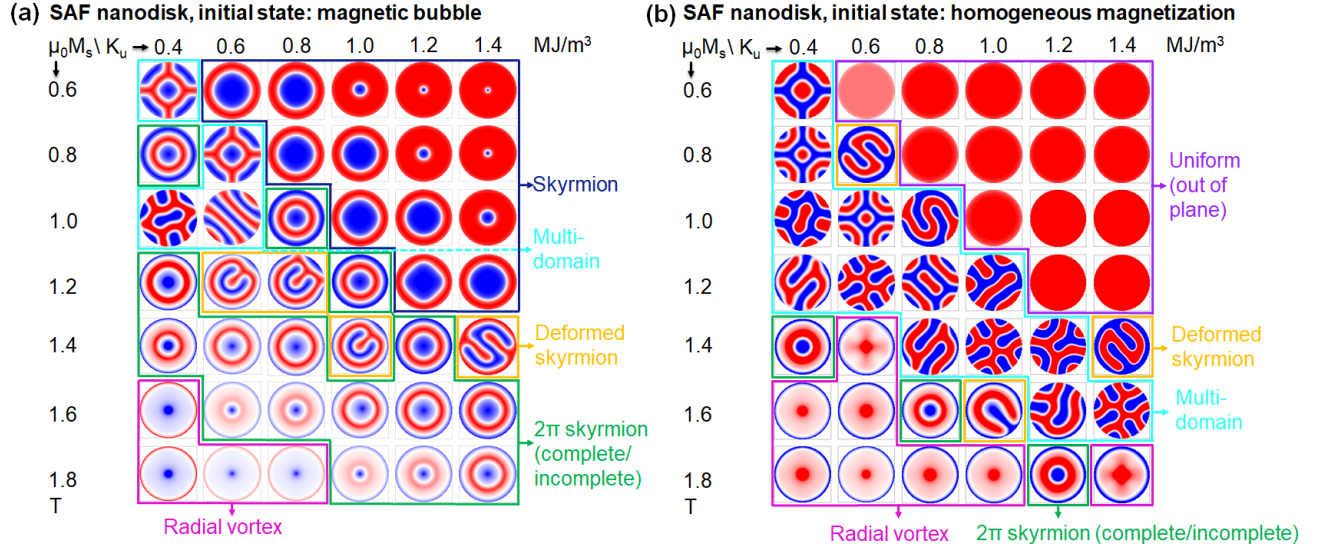 (a) SAF nanodisk, initial state: magnetic bubble
μ₀Mₛ\ Kᵤ 0.4 0.6 0.8 1.0 1.2 1.4 MJ/m³
0.6
0.8
1.0
1.2
1.4
1.6
1.8
T
Skyrmion
Multi-
domain
Deformed
skyrmion
2π skyrmion
(complete/
incomplete)
Radial vortex
(b) SAF nanodisk, initial state: homogeneous magnetization
μ₀Mₛ\ Kᵤ 0.4 0.6 0.8 1.0 1.2 1.4 MJ/m³
0.6
0.8
1.0
1.2
1.4
1.6
1.8
T
Uniform
(out of
plane)
Deformed
skyrmion
Multi-
domain
Radial vortex
2π skyrmion (complete/incomplete)